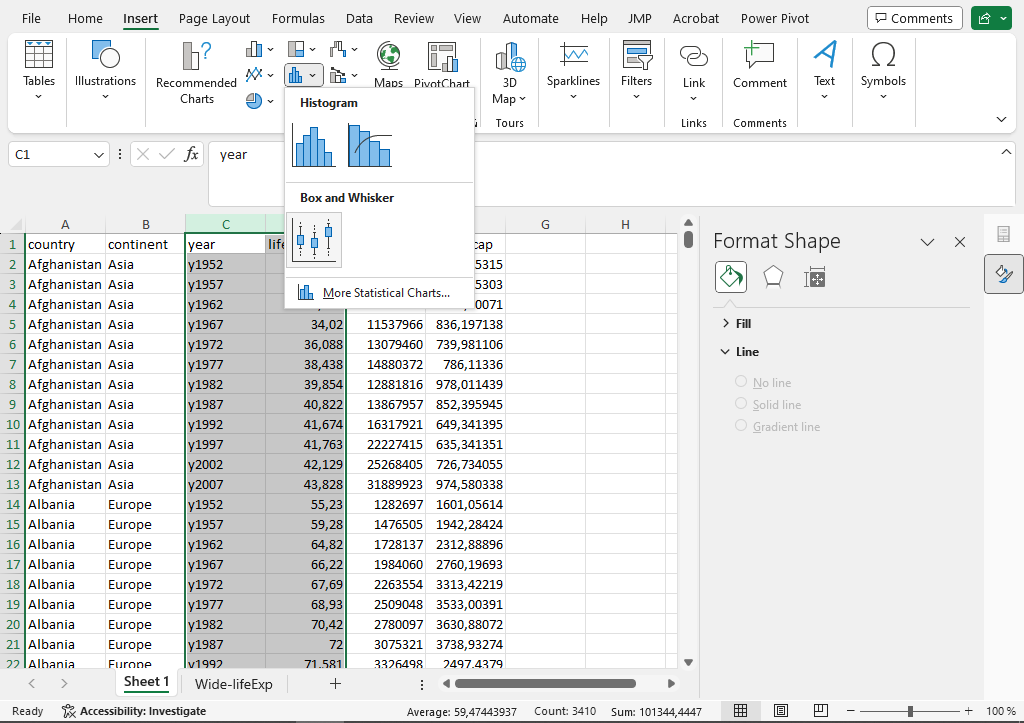 File Home Insert Page Layout Formulas Data Review View Automate Help JMP Acrobat Power Pivot Comments
Tables Illustrations Recommended Charts Maps PivotChart 3D Map Sparklines Filters Link Comment Text Symbols
Tours Links Comments
Histogram
Box and Whisker
More Statistical Charts...
C1 fx year
Format Shape
Fill
Line
No line
Solid line
Gradient line
A B C G H
1 country continent year life cap
2 Afghanistan Asia y1952 5315
3 Afghanistan Asia y1957 5303
4 Afghanistan Asia y1962 0071
5 Afghanistan Asia y1967 34,02 11537966 836,197138
6 Afghanistan Asia y1972 36,088 13079460 739,981106
7 Afghanistan Asia y1977 38,438 14880372 786,11336
8 Afghanistan Asia y1982 39,854 12881816 978,011439
9 Afghanistan Asia y1987 40,822 13867957 852,395945
10 Afghanistan Asia y1992 41,674 16317921 649,341395
11 Afghanistan Asia y1997 41,763 22227415 635,341351
12 Afghanistan Asia y2002 42,129 25268405 726,734055
13 Afghanistan Asia y2007 43,828 31889923 974,580338
14 Albania Europe y1952 55,23 1282697 1601,05614
15 Albania Europe y1957 59,28 1476505 1942,28424
16 Albania Europe y1962 64,82 1728137 2312,88896
17 Albania Europe y1967 66,22 1984060 2760,19693
18 Albania Europe y1972 67,69 2263554 3313,42219
19 Albania Europe y1977 68,93 2509048 3533,00391
20 Albania Europe y1982 70,42 2780097 3630,88072
21 Albania Europe y1987 72 3075321 3738,93274
22 Albania Europe y1992 71,581 3326498 2497,4379
Sheet 1 Wide-lifeExp
Ready Accessibility: Investigate Average: 59,47443937 Count: 3410 Sum: 101344,4447 100 %